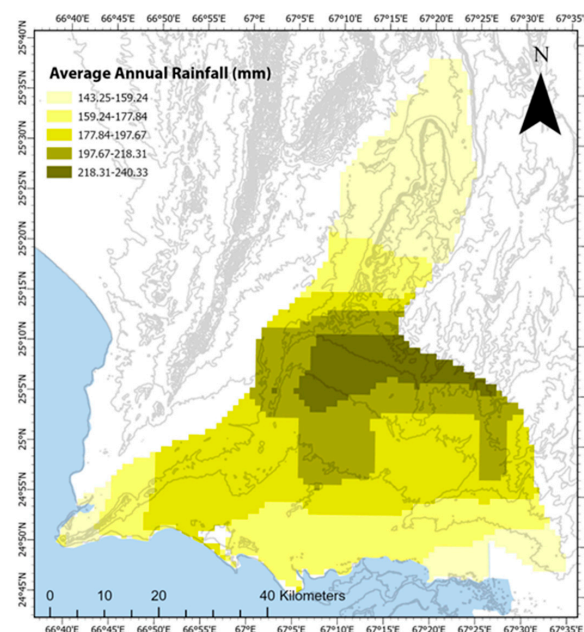 66°40'E 66°45'E 66°50'E 66°55'E 67°E 67°5'E 67°10'E 67°15'E 67°20'E 67°25'E 67°30'E 67°35'E
25°40'N
N
Average Annual Rainfall (mm)
143.25-159.24
159.24-177.84
177.84-197.67
197.67-218.31
218.31-240.33
25°35'N
25°30'N
25°25'N
25°20'N
25°15'N
25°10'N
25°5'N
25°N
24°55'N
24°50'N
24°45'N
0 10 20 40 Kilometers
66°40'E 66°45'E 66°50'E 66°55'E 67°E 67°5'E 67°10'E 67°15'E 67°20'E 67°25'E 67°30'E 67°35'E